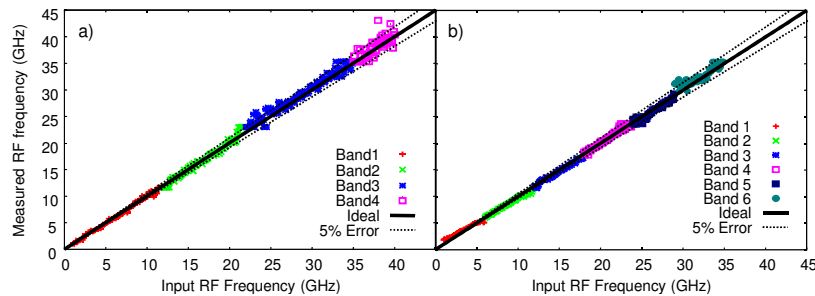 a)
Measured RF frequency (GHz)
45
40
35
30
25
20
15
10
5
0
Band1
Band2
Band3
Band4
Ideal
5% Error
0 5 10 15 20 25 30 35 40
Input RF Frequency (GHz)
b)
Band 1
Band 2
Band 3
Band 4
Band 5
Band 6
Ideal
5% Error
0 5 10 15 20 25 30 35 40 45
Input RF Frequency (GHz)